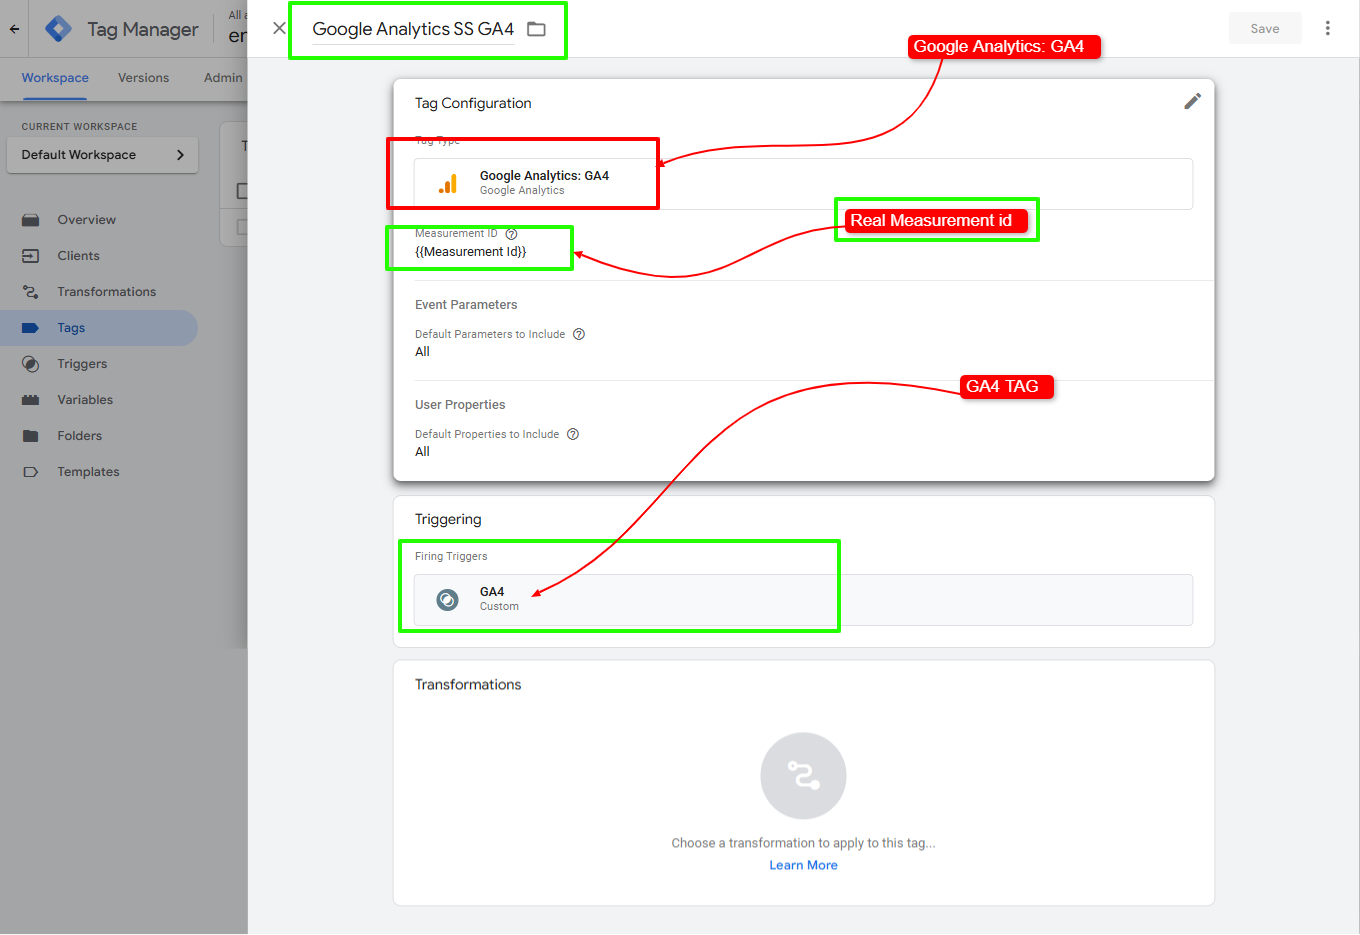 All a
Tag Manager
en
Google Analytics SS GA4
Save
Google Analytics: GA4
Workspace
Versions
Admin
CURRENT WORKSPACE
Default Workspace
T
Overview
Clients
Transformations
Tags
Triggers
Variables
Folders
Templates
Tag Configuration
Tag Type
Google Analytics: GA4
Google Analytics
Real Measurement id
Measurement ID
{{Measurement Id}}
Event Parameters
Default Parameters to Include
All
GA4 TAG
User Properties
Default Properties to Include
All
Triggering
Firing Triggers
GA4
Custom
Transformations
Choose a transformation to apply to this tag...
Learn More